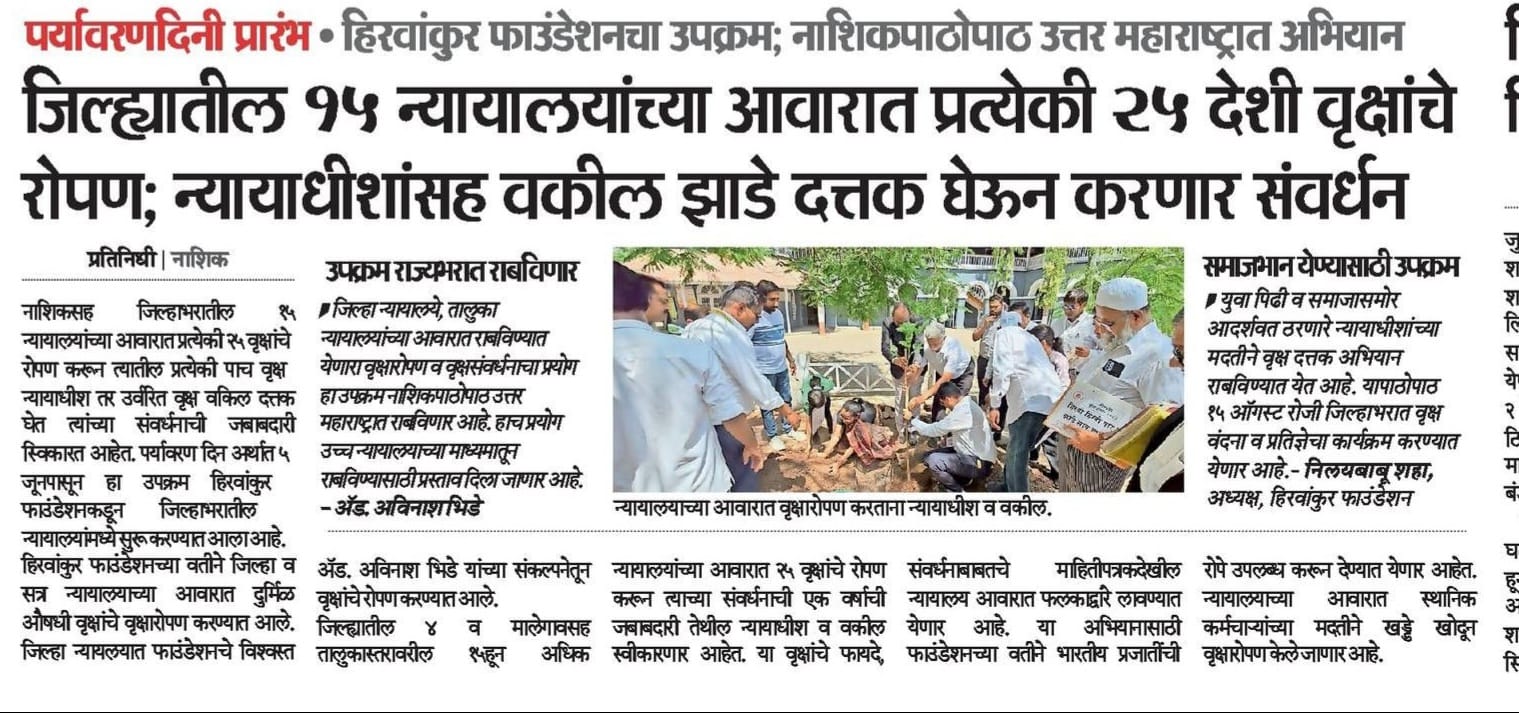 पर्यावरणदिनी प्रारंभ • हिरवांकुर फाउंडेशनचा उपक्रम; नाशिकपाठोपाठ उत्तर महाराष्ट्रात अभियान
जिल्ह्यातील १५ न्यायालयांच्या आवारात प्रत्येकी २५ देशी वृक्षांचे
रोपण; न्यायाधीशांसह वकील झाडे दत्तक घेऊन करणार संवर्धन
प्रतिनिधी | नाशिक
नाशिकसह जिल्हाभरातील १५
न्यायालयांच्या आवारात प्रत्येकी २५ वृक्षांचे
रोपण करून त्यातील प्रत्येकी पाच वृक्ष
न्यायाधीश तर उर्वरित वृक्ष वकिल दत्तक
घेत त्यांच्या संवर्धनाची जबाबदारी
स्विकारत आहेत. पर्यावरण दिन अर्थात ५
जूनपासून हा उपक्रम हिरवांकुर
फाउंडेशनकडून जिल्हाभरातील
न्यायालयांमध्ये सुरू करण्यात आला आहे.
हिरवांकुर फाउंडेशनच्या वतीने जिल्हा व
सत्र न्यायालयाच्या आवारात दुर्मिळ
औषधी वृक्षांचे वृक्षारोपण करण्यात आले.
जिल्हा न्यायलयात फाउंडेशनचे विश्वस्त
उपक्रम राज्यभरात राबविणार
जिल्हा न्यायालये, तालुका
न्यायालयांच्या आवारात राबविण्यात
येणारा वृक्षारोपण व वृक्षसंवर्धनाचा प्रयोग
हा उपक्रम नाशिकपाठोपाठ उत्तर
महाराष्ट्रात राबविणार आहे. हाच प्रयोग
उच्च न्यायालयाच्या माध्यमातून
राबविण्यासाठी प्रस्ताव दिला जाणार आहे.
- ॲड. अविनाश भिडे
न्यायालयाच्या आवारात वृक्षारोपण करताना न्यायाधीश व वकील.
समाजभान येण्यासाठी उपक्रम
युवा पिढी व समाजासमोर
आदर्शवत ठरणारे न्यायाधीशांच्या
मदतीने वृक्ष दत्तक अभियान
राबविण्यात येत आहे. यापाठोपाठ
१५ ऑगस्ट रोजी जिल्हाभरात वृक्ष
वंदना व प्रतिज्ञेचा कार्यक्रम करण्यात
येणार आहे.- निलयबाबू शहा,
अध्यक्ष, हिरवांकुर फाउंडेशन
ॲड. अविनाश भिडे यांच्या संकल्पनेतून
वृक्षांचे रोपण करण्यात आले.
जिल्ह्यातील ४ व मालेगावसह
तालुकास्तरावरील १५हून अधिक
न्यायालयांच्या आवारात २५ वृक्षांचे रोपण
करून त्याच्या संवर्धनाची एक वर्षाची
जबाबदारी तेथील न्यायाधीश व वकील
स्वीकारणार आहेत. या वृक्षांचे फायदे,
संवर्धनाबाबतचे माहितीपत्रकदेखील
न्यायालय आवारात फलकाद्वारे लावण्यात
येणार आहे. या अभियानासाठी
फाउंडेशनच्या वतीने भारतीय प्रजातींची
रोपे उपलब्ध करून देण्यात येणार आहेत.
न्यायालयाच्या आवारात स्थानिक
कर्मचाऱ्यांच्या मदतीने खड्डे खोदून
वृक्षारोपण केले जाणार आहे.